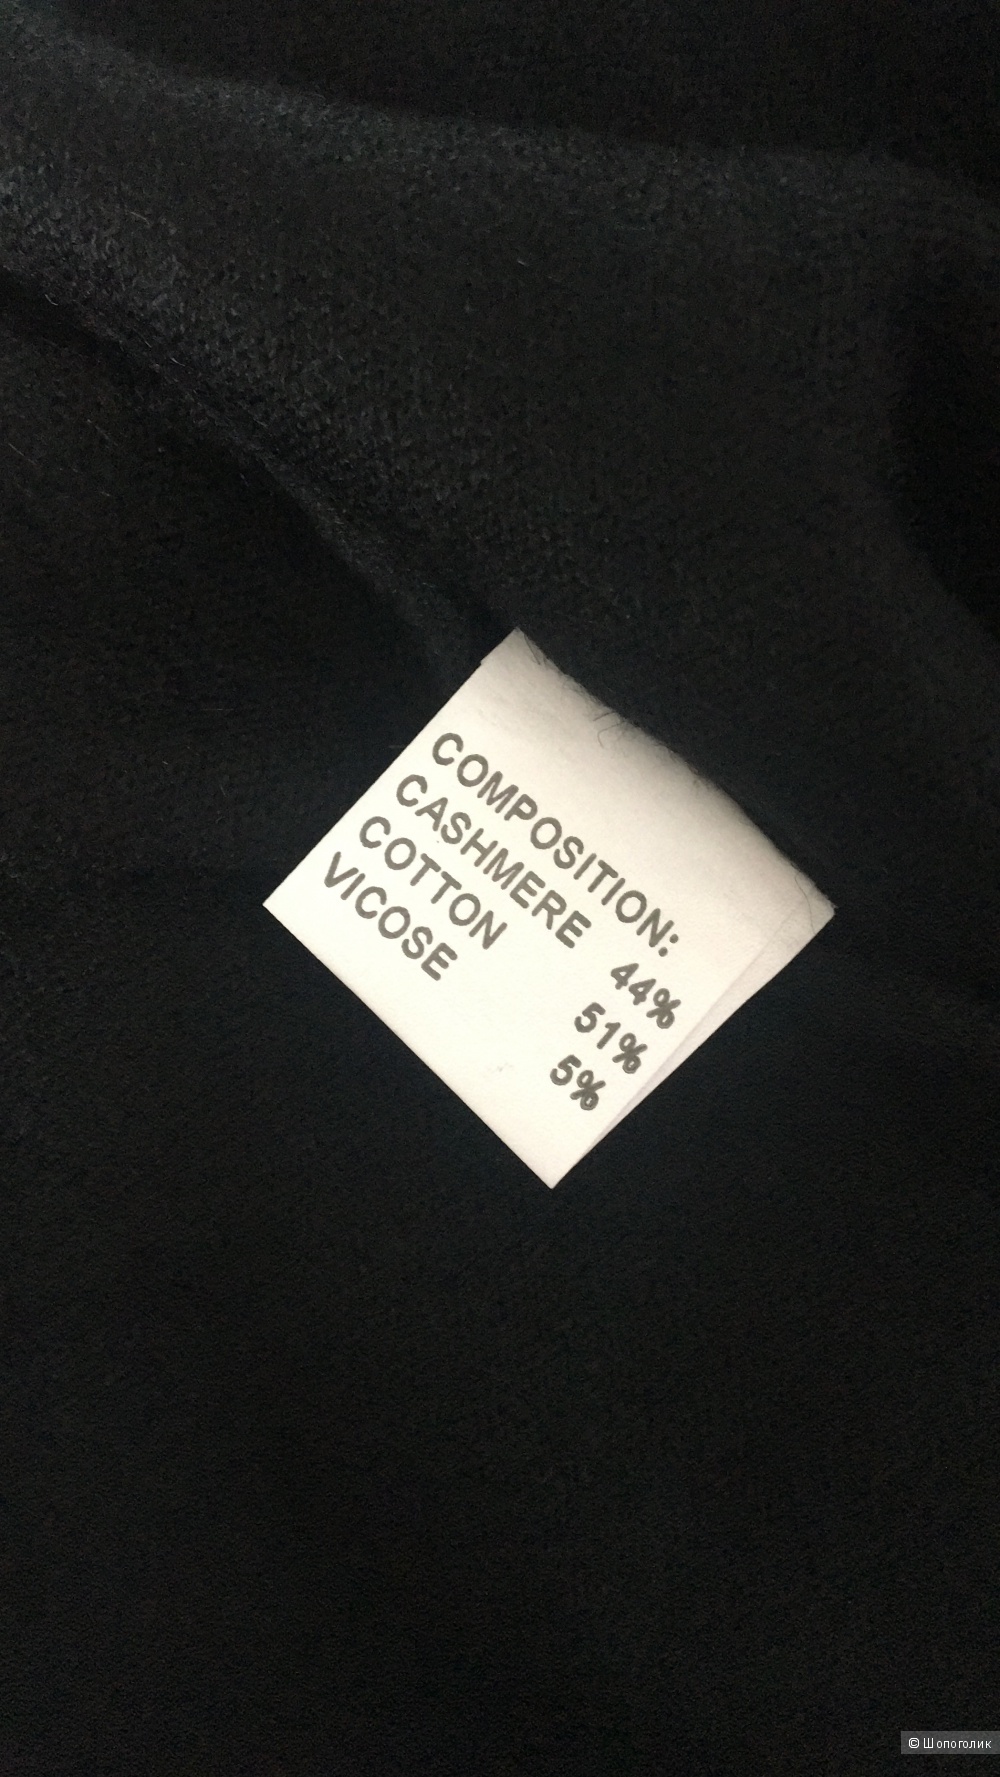 COMPOSITION:
CASHMERE 44%
COTTON 51%
VICOSE 5%
© Шопоголик